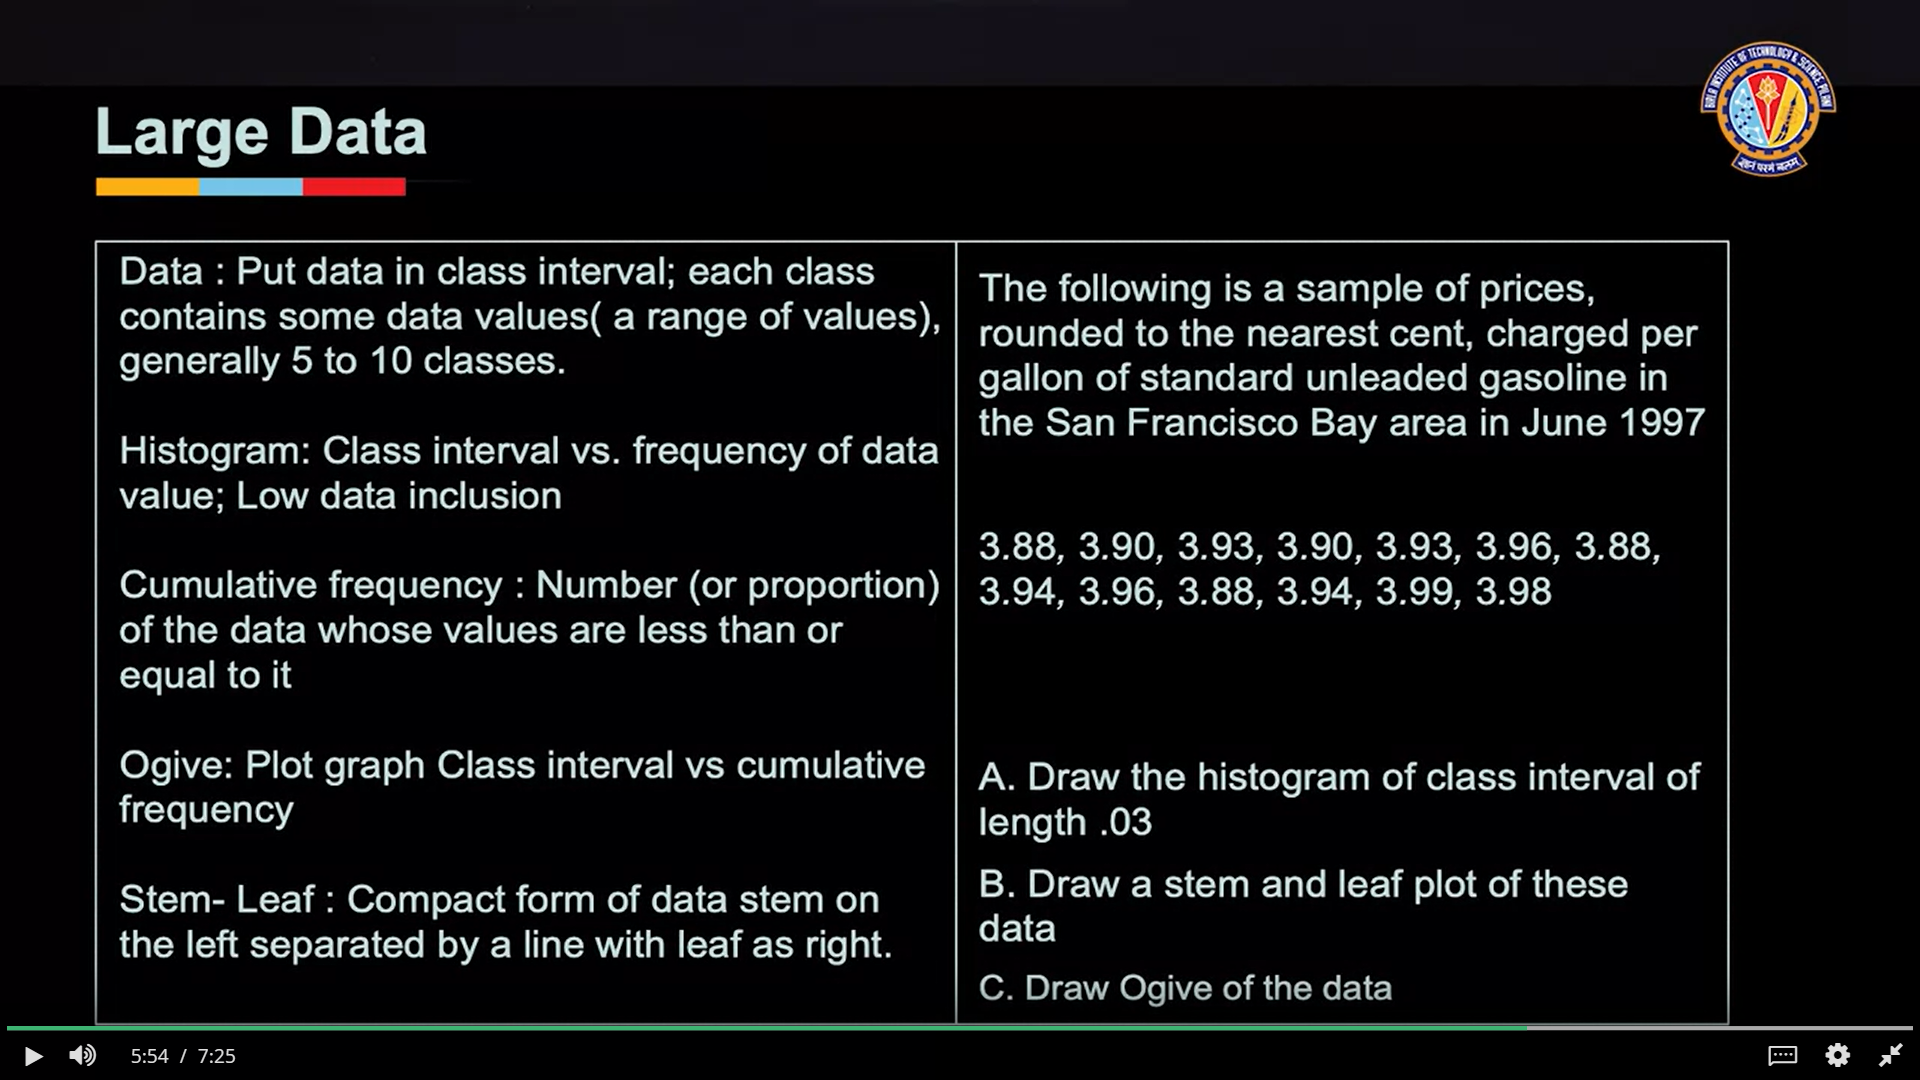 BIRLA INSTITUTE OF TECHNOLOGY & SCIENCE PILANI
ज्ञानं परमं बलम्
Large Data
Data : Put data in class interval; each class
contains some data values( a range of values),
generally 5 to 10 classes.
Histogram: Class interval vs. frequency of data
value; Low data inclusion
Cumulative frequency : Number (or proportion)
of the data whose values are less than or
equal to it
Ogive: Plot graph Class interval vs cumulative
frequency
Stem- Leaf : Compact form of data stem on
the left separated by a line with leaf as right.
The following is a sample of prices,
rounded to the nearest cent, charged per
gallon of standard unleaded gasoline in
the San Francisco Bay area in June 1997
3.88, 3.90, 3.93, 3.90, 3.93, 3.96, 3.88,
3.94, 3.96, 3.88, 3.94, 3.99, 3.98
A. Draw the histogram of class interval of
length .03
B. Draw a stem and leaf plot of these
data
C. Draw Ogive of the data
5:54 / 7:25